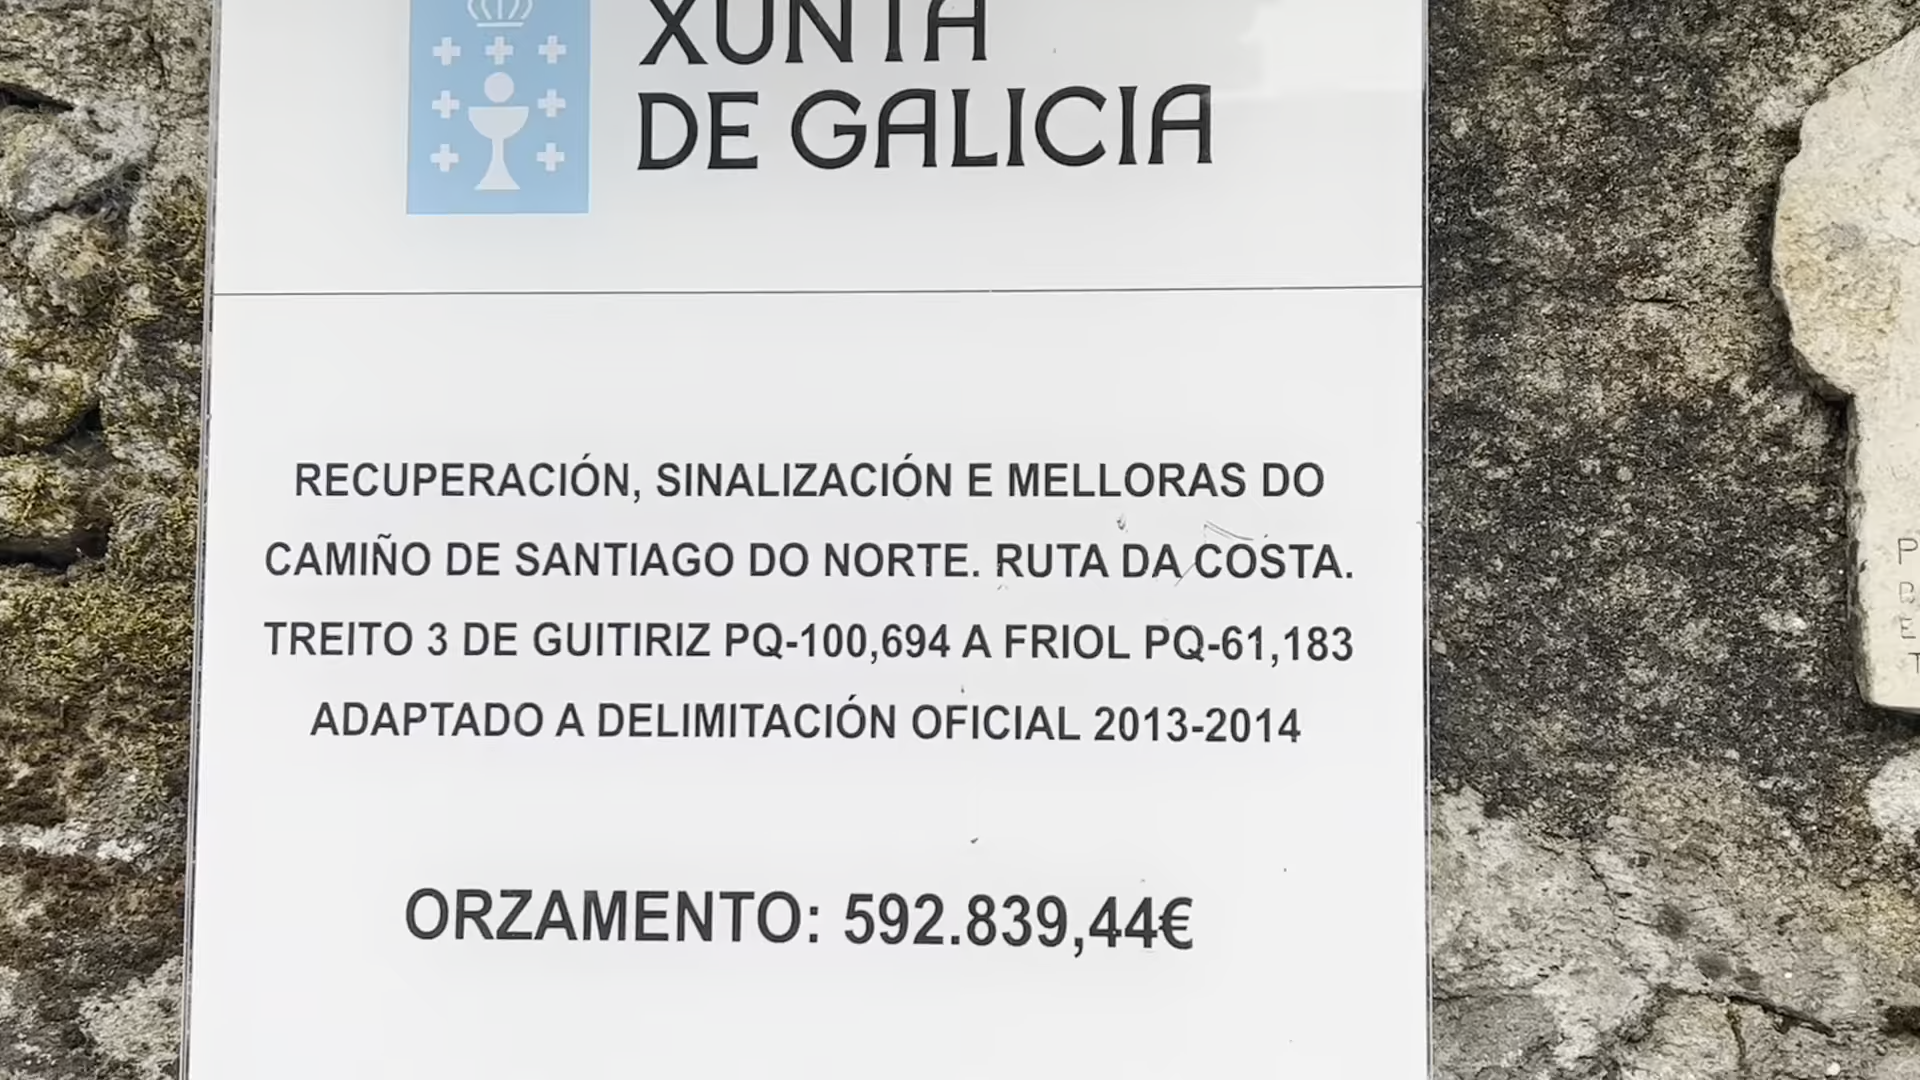 XUNTA
DE GALICIA
RECUPERACIÓN, SINALIZACIÓN E MELLORAS DO
CAMIÑO DE SANTIAGO DO NORTE. RUTA DA COSTA.
TREITO 3 DE GUITIRIZ PQ-100,694 A FRIOL PQ-61,183
ADAPTADO A DELIMITACIÓN OFICIAL 2013-2014
ORZAMENTO: 592.839,44€